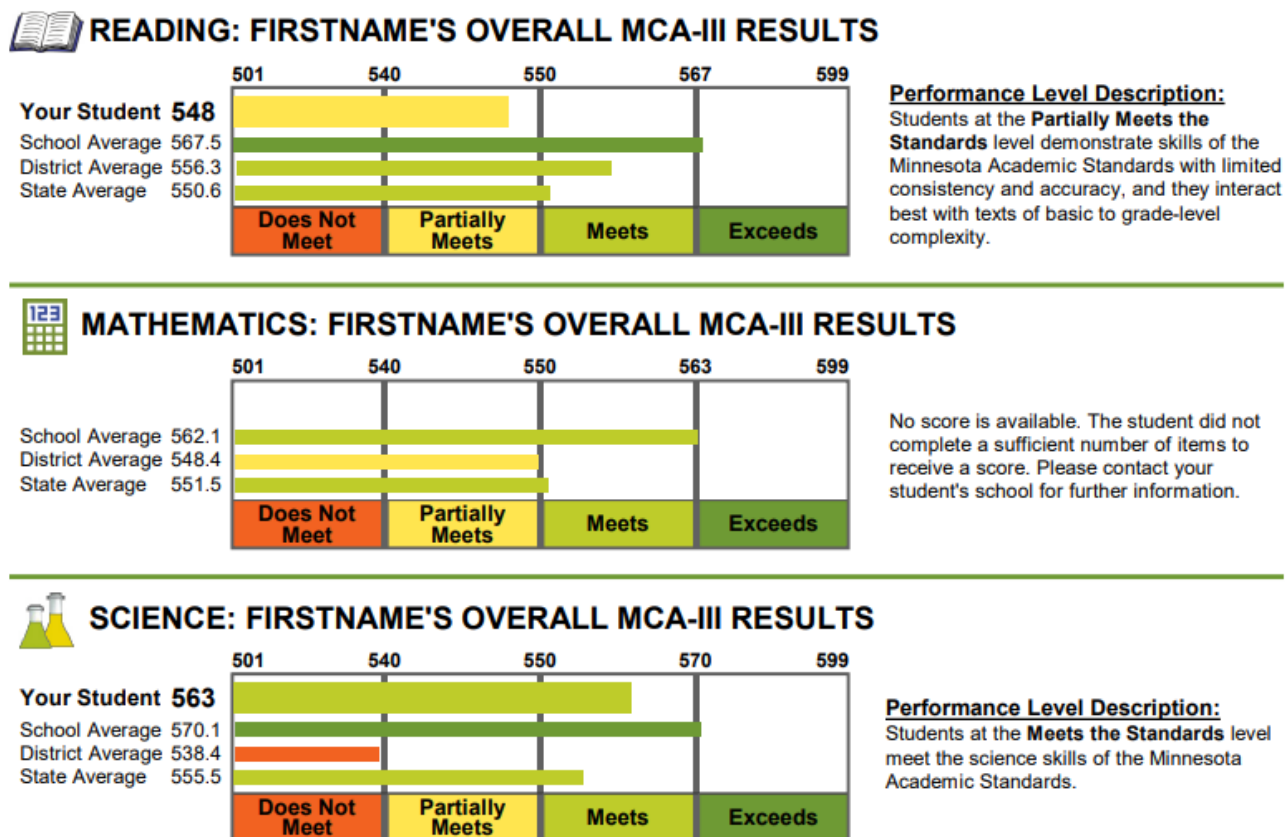 READING: FIRSTNAME'S OVERALL MCA-III RESULTS
501 540 550 567 599
Your Student 548
School Average 567.5
District Average 556.3
State Average 550.6
Does Not Meet
Partially Meets
Meets
Exceeds
Performance Level Description:
Students at the Partially Meets the
Standards level demonstrate skills of the
Minnesota Academic Standards with limited
consistency and accuracy, and they interact
best with texts of basic to grade-level
complexity.
123
MATHEMATICS: FIRSTNAME'S OVERALL MCA-III RESULTS
501 540 550 563 599
School Average 562.1
District Average 548.4
State Average 551.5
Does Not Meet
Partially Meets
Meets
Exceeds
No score is available. The student did not
complete a sufficient number of items to
receive a score. Please contact your
student's school for further information.
SCIENCE: FIRSTNAME'S OVERALL MCA-III RESULTS
501 540 550 570 599
Your Student 563
School Average 570.1
District Average 538.4
State Average 555.5
Does Not Meet
Partially Meets
Meets
Exceeds
Performance Level Description:
Students at the Meets the Standards level
meet the science skills of the Minnesota
Academic Standards.